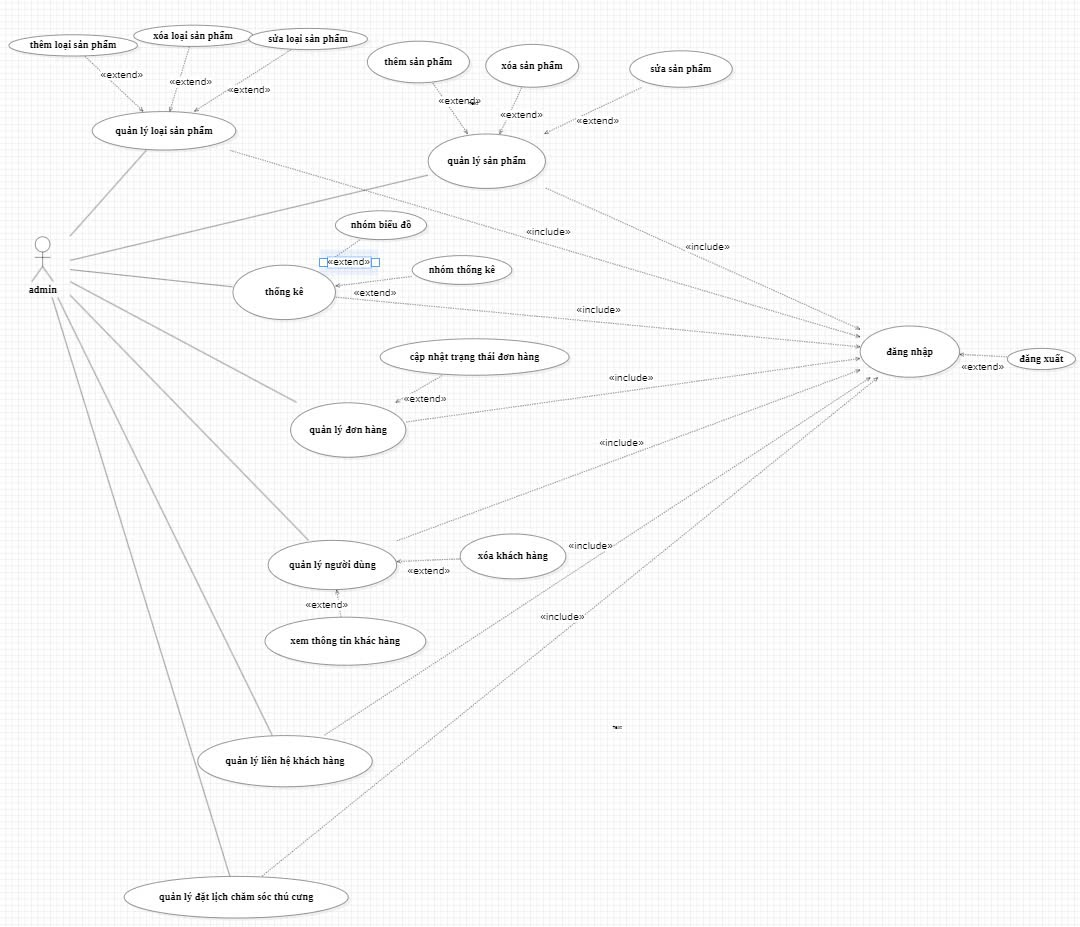 thêm loại sản phẩm
xóa loại sản phẩm
sửa loại sản phẩm
«extend»
«extend»
«extend»
quản lý loại sản phẩm
thêm sản phẩm
xóa sản phẩm
sửa sản phẩm
«extend»
«extend»
«extend»
quản lý sản phẩm
«include»
«include»
nhóm biểu đồ
«extend»
nhóm thống kê
«extend»
thống kê
admin
«include»
cập nhật trạng thái đơn hàng
«extend»
«include»
đăng nhập
đăng xuất
«extend»
quản lý đơn hàng
«include»
quản lý người dùng
xóa khách hàng
«extend»
«include»
«extend»
xem thông tin khác hàng
«include»
quản lý liên hệ khách hàng
quản lý đặt lịch chăm sóc thú cưng